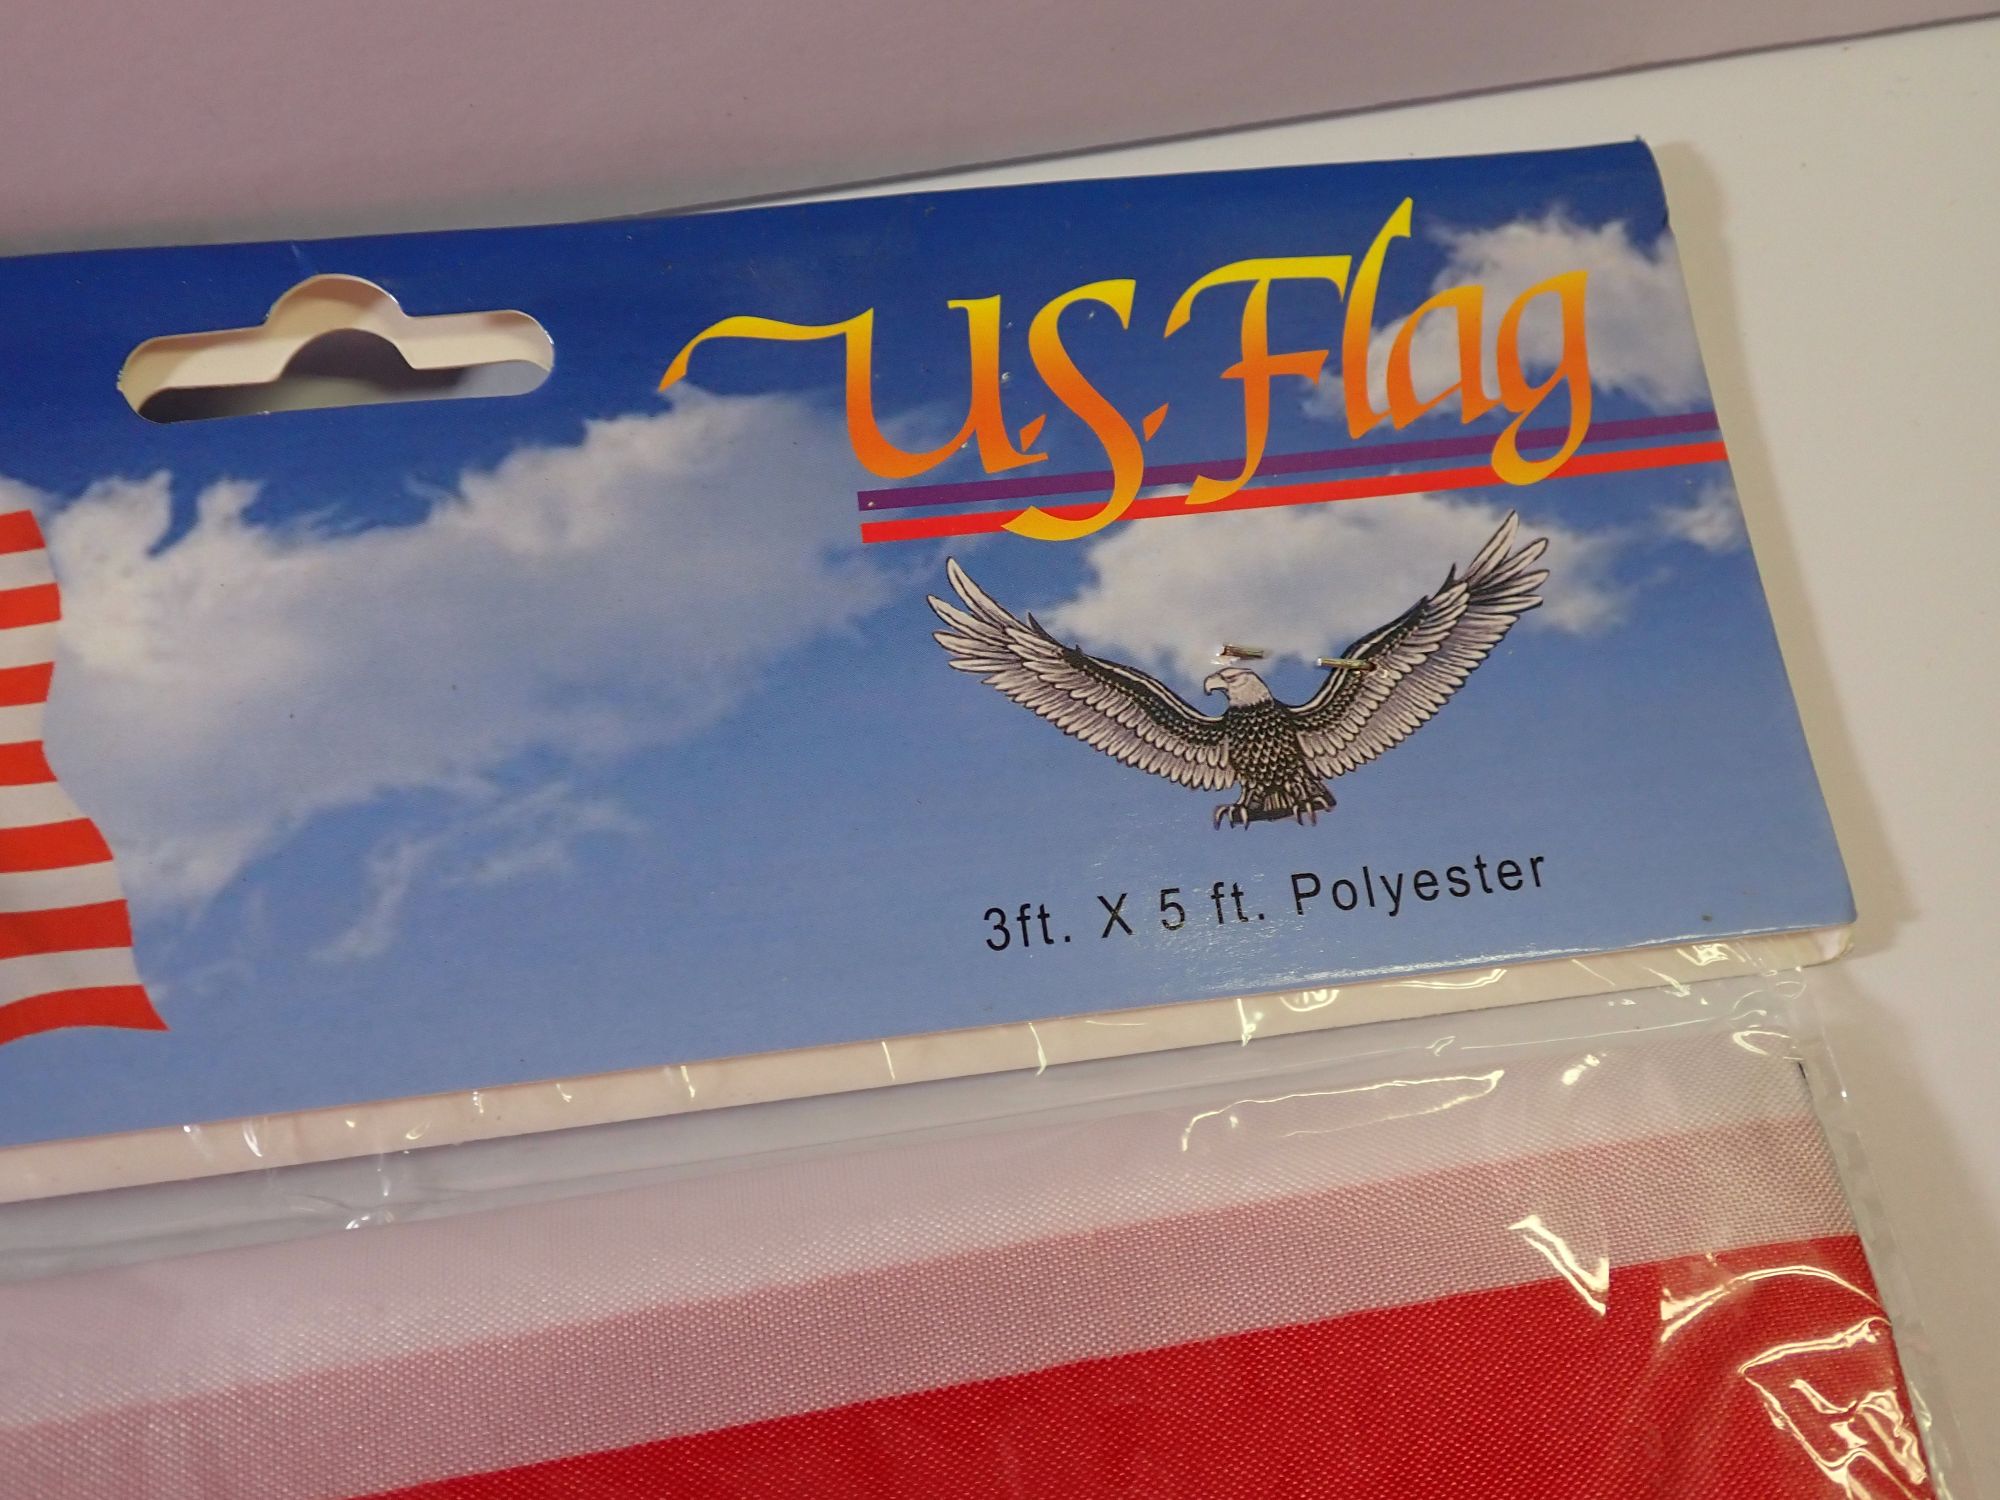 U.S. Flag
3ft. X 5 ft. Polyester